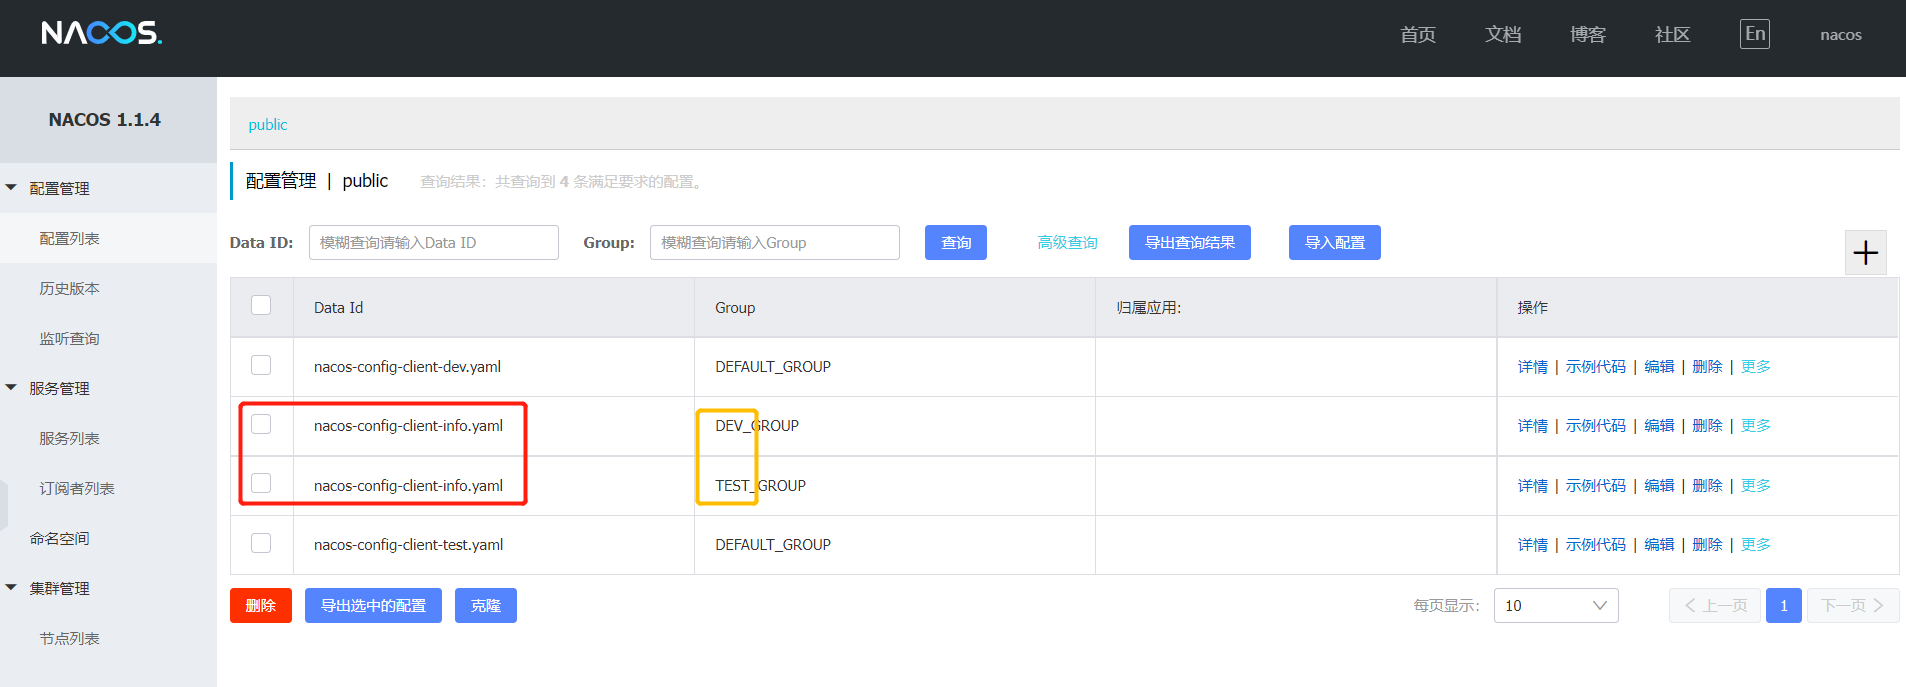 NACOS.
首页 文档 博客 社区 En nacos
NACOS 1.1.4
配置管理
配置列表
历史版本
监听查询
服务管理
服务列表
订阅者列表
命名空间
集群管理
节点列表
public
配置管理 | public 查询结果：共查询到 4 条满足要求的配置。
Data ID: 模糊查询请输入Data ID Group: 模糊查询请输入Group 查询 高级查询 导出查询结果 导入配置
Data Id Group 归属应用: 操作
nacos-config-client-dev.yaml DEFAULT_GROUP 详情 | 示例代码 | 编辑 | 删除 | 更多
nacos-config-client-info.yaml DEV_GROUP 详情 | 示例代码 | 编辑 | 删除 | 更多
nacos-config-client-info.yaml TEST_GROUP 详情 | 示例代码 | 编辑 | 删除 | 更多
nacos-config-client-test.yaml DEFAULT_GROUP 详情 | 示例代码 | 编辑 | 删除 | 更多
删除 导出选中的配置 克隆 每页显示: 10 上一页 1 下一页